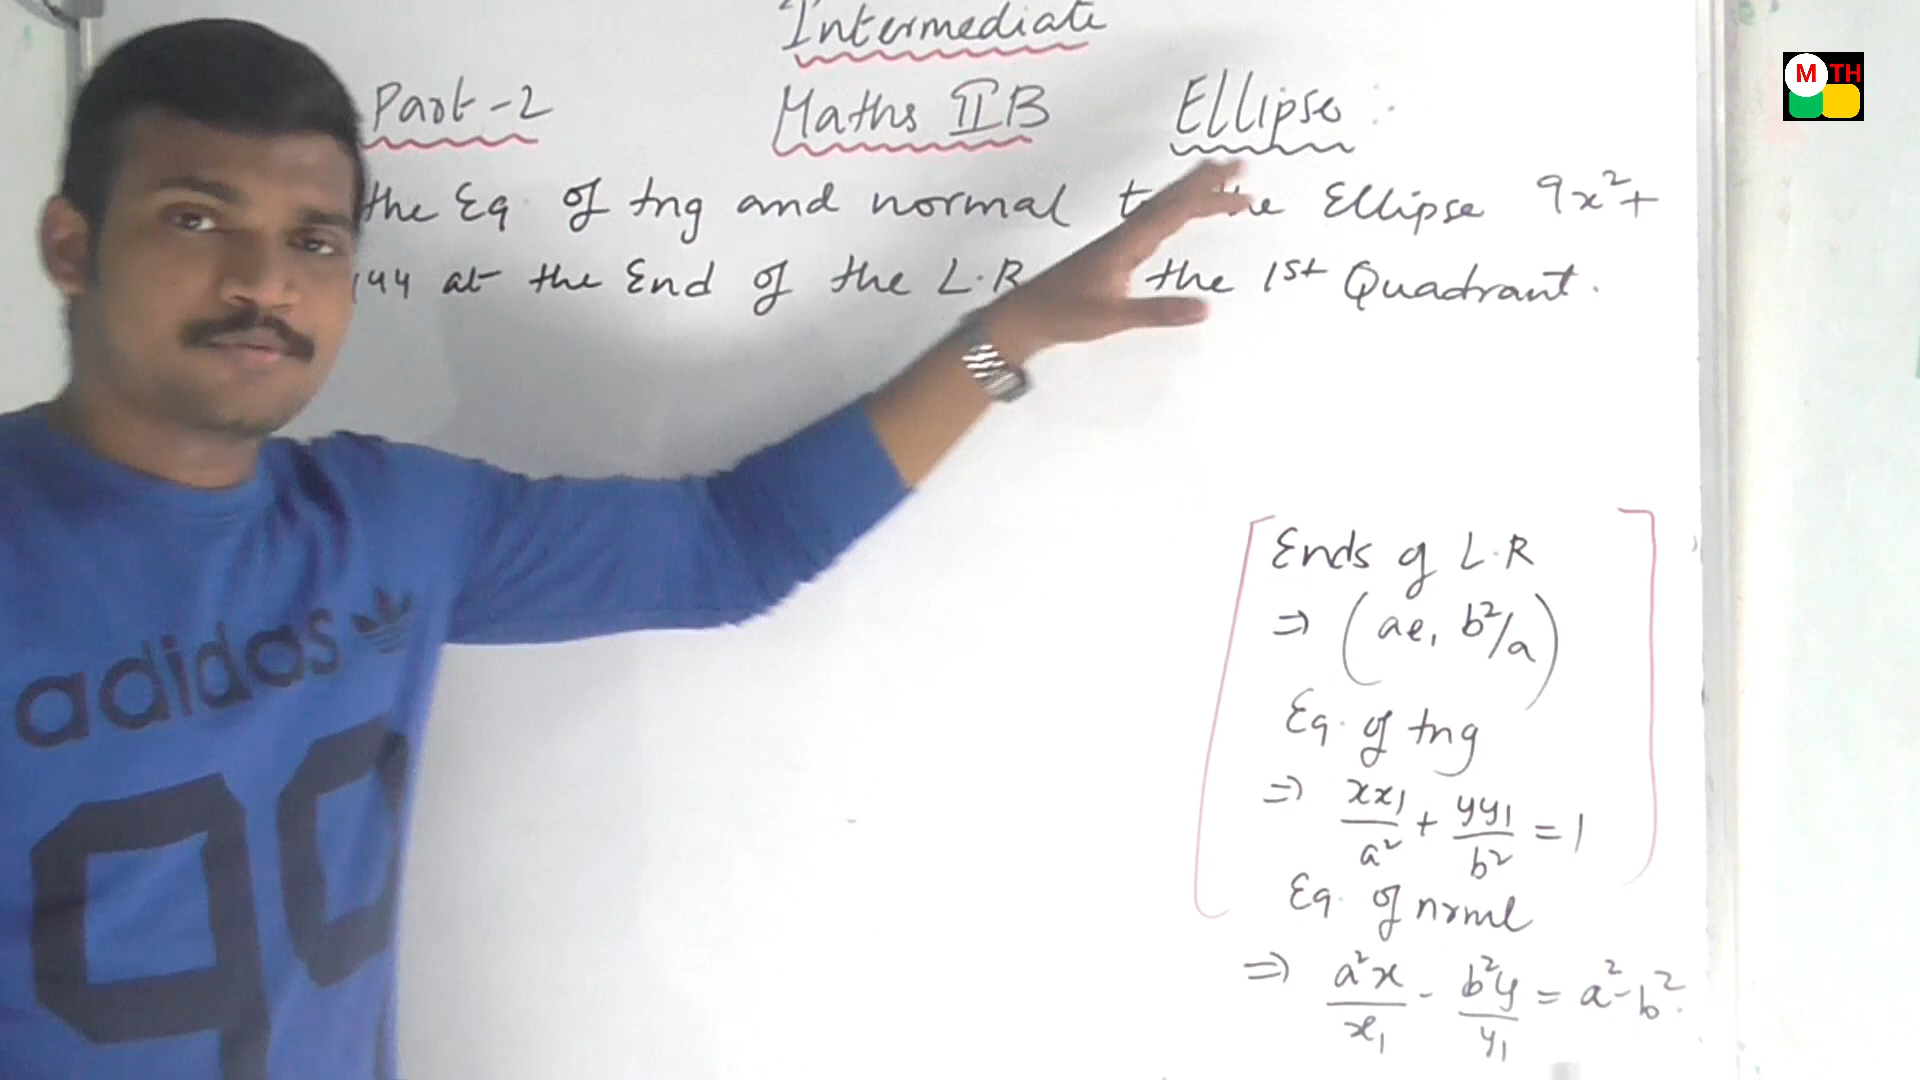 Intermediate
Part-2 Maths IIB Ellipse :
the Eq. of tng and normal to the Ellipse 9x²+
144 at the End of the L.R the 1st Quadrant.
Ends of L.R
⇒ (ae, b²/a)
Eq. of tng
⇒ xx₁/a² + yy₁/b² = 1
Eq. of nrml
⇒ a²x/x₁ - b²y/y₁ = a²-b².
adidas
90
M TH